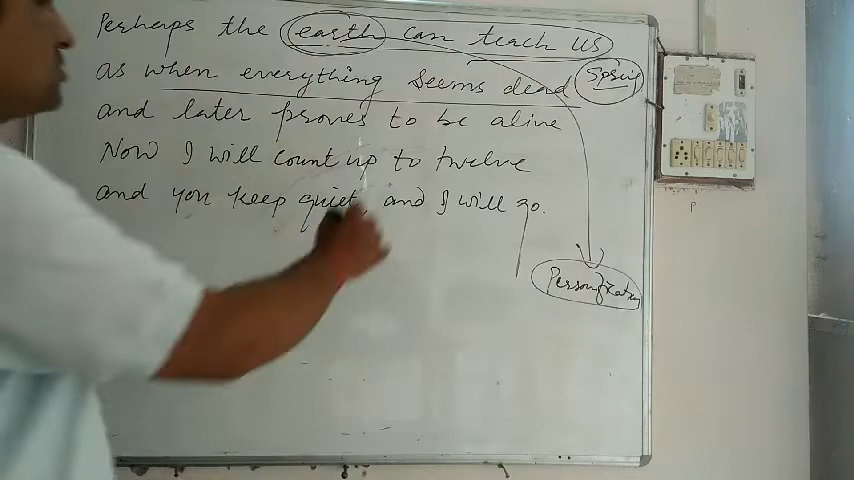 Perhaps the earth can teach us
as when everything seems dead
and later proves to be alive
Now I will count up to twelve
and you keep quiet, and I will go.
Personification